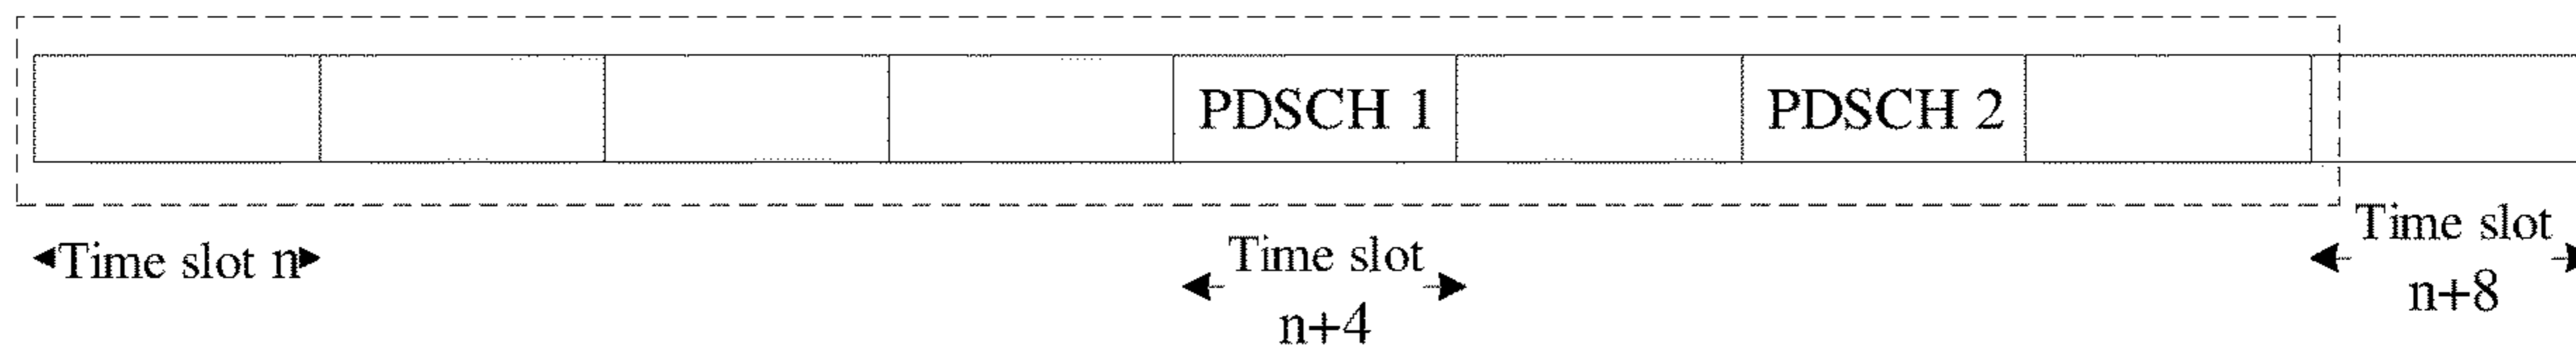 PDSCH 1
PDSCH 2
Time slot n
Time slot
n+4
Time slot
n+8